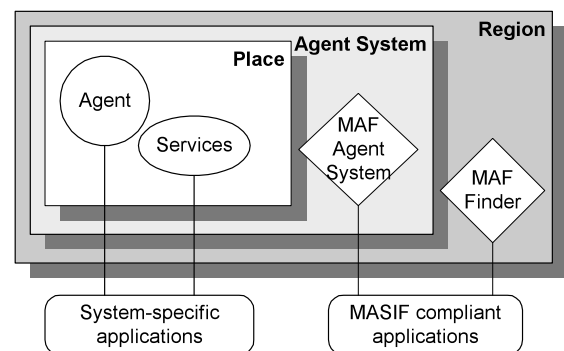 Region
Agent System
Place
Agent
Services
MAF
Agent
System
MAF
Finder
System-specific
applications
MASIF compliant
applications